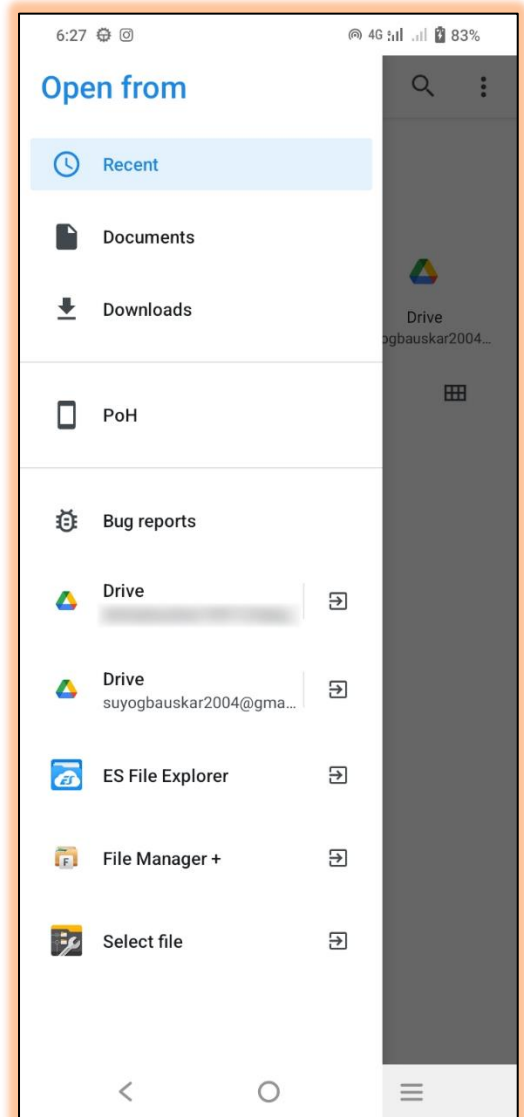 6:27 4G 83%
Open from
Recent
Documents
Downloads
Drive
ogbauskar2004…
PoH
Bug reports
Drive
Drive
suyogbauskar2004@gma…
ES File Explorer
File Manager +
Select file